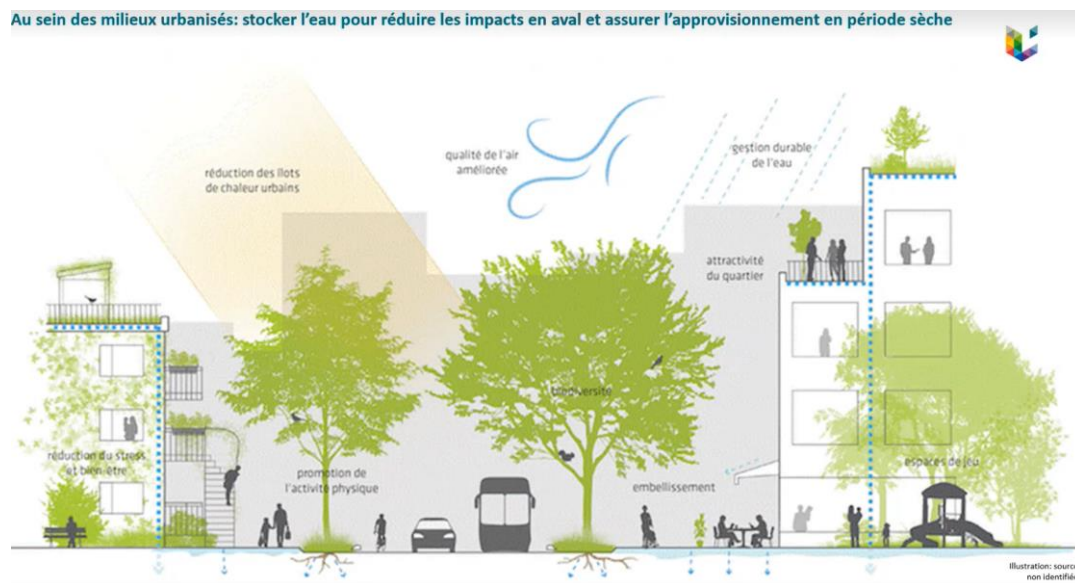 Au sein des milieux urbanisés: stocker l’eau pour réduire les impacts en aval et assurer l’approvisionnement en période sèche
réduction des îlots
de chaleur urbains
qualité de l'air
améliorée
gestion durable
de l'eau
attractivité
du quartier
biodiversité
réduction du stress
et bien-être
promotion de
l'activité physique
embellissement
espaces de jeu
Illustration: source
non identifié